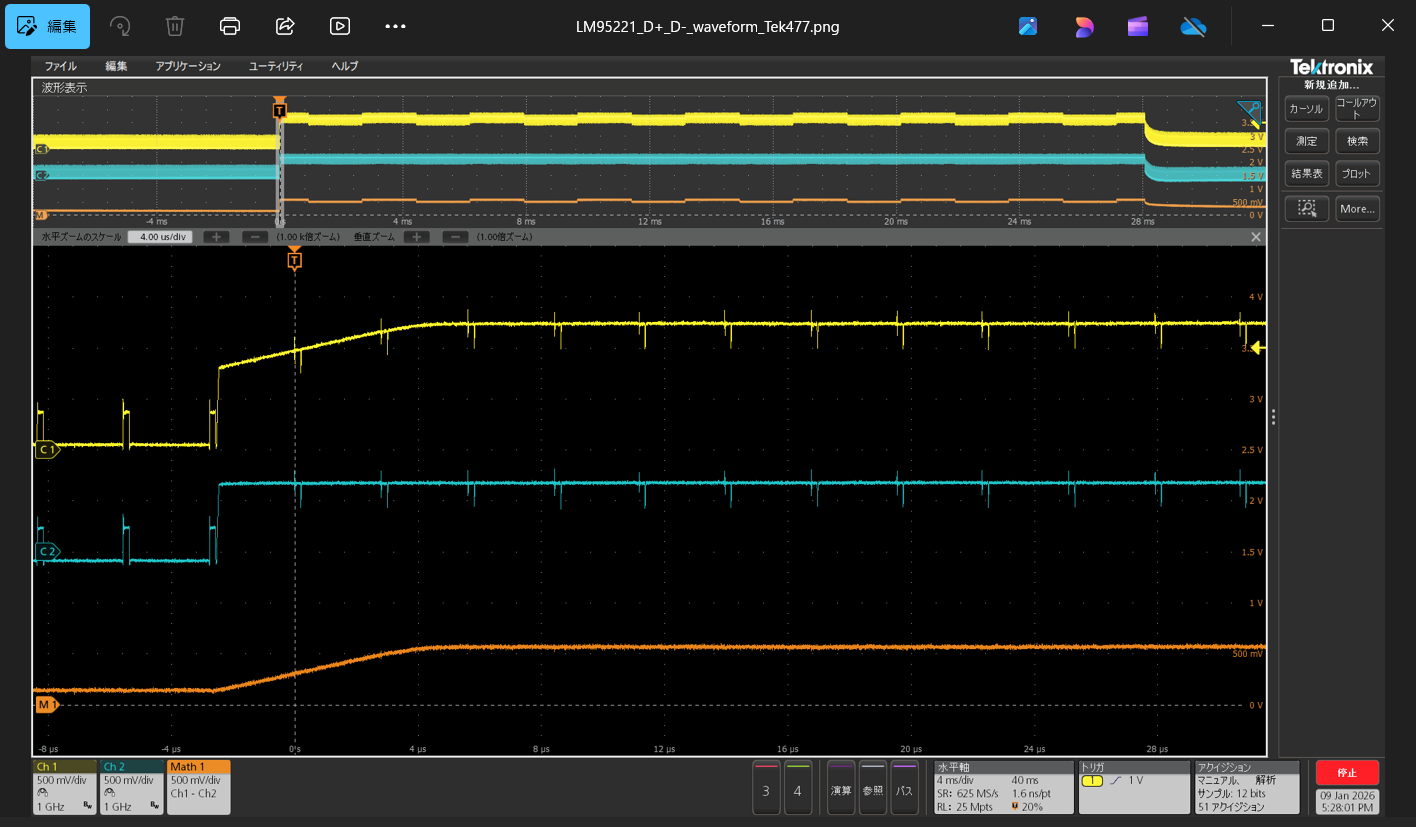 編集
LM95221_D+_D-_waveform_Tek477.png
ファイル 編集 アプリケーション ユーティリティ ヘルプ
Tektronix
波形表示
新規追加...
カーソル コールアウト
測定 検索
結果表 プロット
More...
T
C1
C2
M
3 V
2.5 V
2 V
1.5 V
1 V
500 mV
0 V
-4 ms 0s 4 ms 8 ms 12 ms 16 ms 20 ms 24 ms 28 ms
水平ズームのスケール 4.00 us/div + - (1.00 k倍ズーム) 垂直ズーム + - (1.00倍ズーム)
T
4 V
3 V
C 1
2.5 V
2 V
C 2
1.5 V
1 V
500 mV
M 1
0 V
-8 µs -4 µs 0s 4 µs 8 µs 12 µs 16 µs 20 µs 24 µs 28 µs
Ch 1
500 mV/div
1 GHz
Ch 2
500 mV/div
1 GHz
Math 1
500 mV/div
Ch1 - Ch2
3
4
演算
参照
バス
水平軸
4 ms/div 40 ms
SR: 625 MS/s 1.6 ns/pt
RL: 25 Mpts 20%
トリガ
1 1 V
アクイジション
マニュアル、 解析
サンプル: 12 bits
51 アクイジション
停止
09 Jan 2026
5:28:01 PM